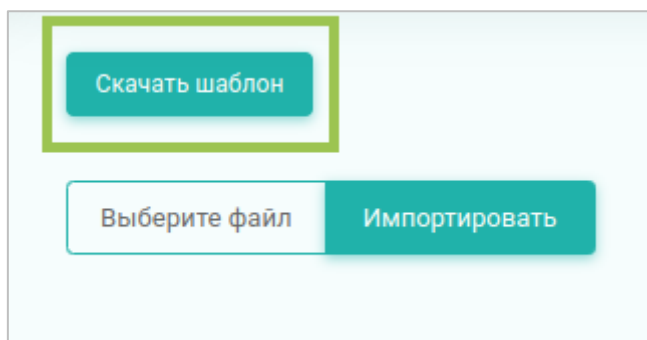 Скачать шаблон
Выберите файл Импортировать